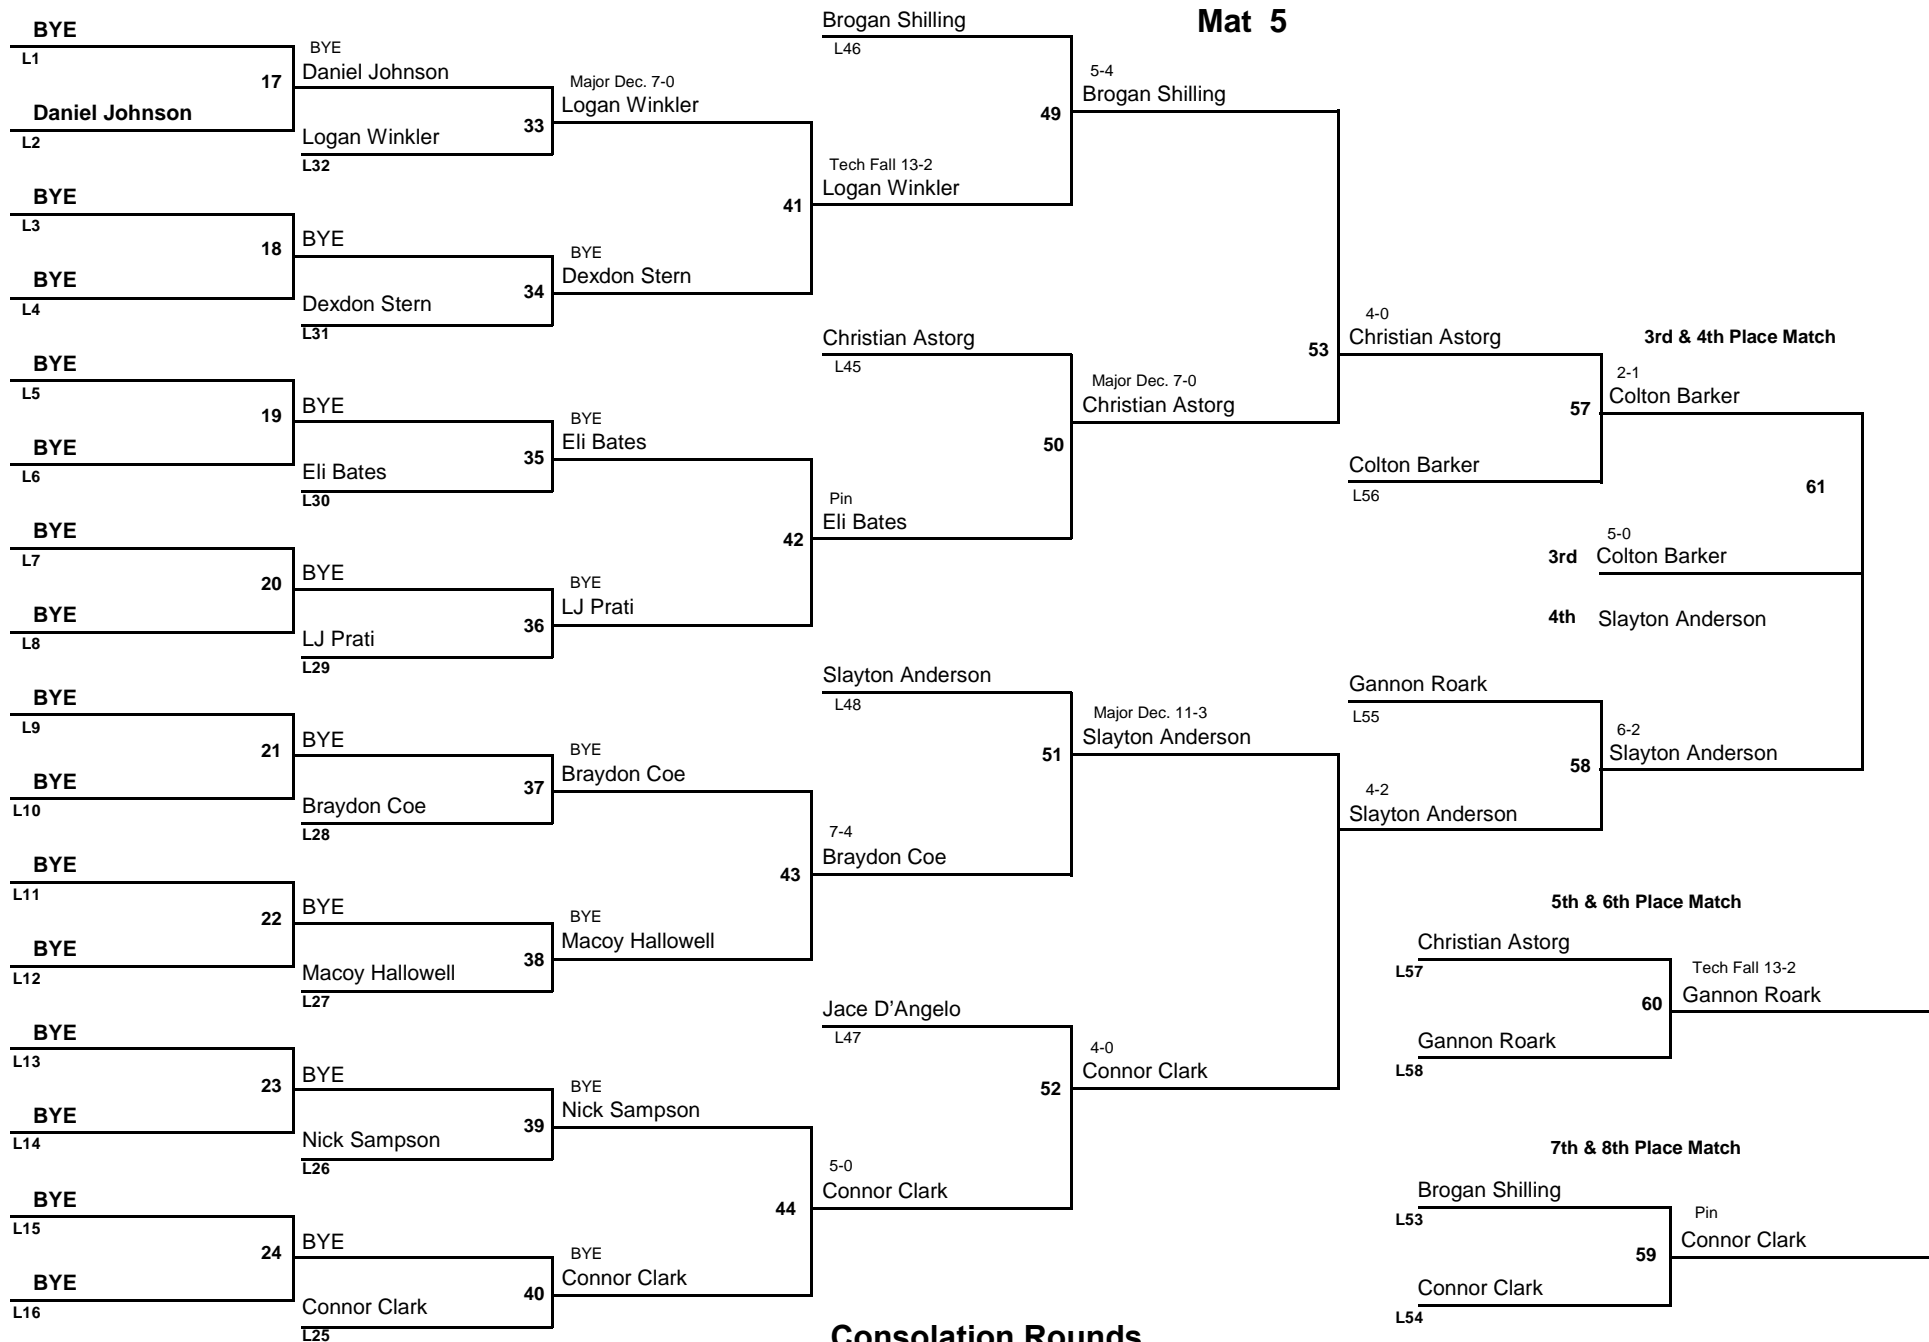 Mat 5
BYE
L1
17
Daniel Johnson
L2
BYE
L3
18
BYE
L4
BYE
L5
19
BYE
L6
BYE
L7
20
BYE
L8
BYE
L9
21
BYE
L10
BYE
L11
22
BYE
L12
BYE
L13
23
BYE
L14
BYE
L15
24
BYE
L16
BYE
Daniel Johnson
33
Logan Winkler
L32
BYE
34
Dexdon Stern
L31
BYE
35
Eli Bates
L30
BYE
36
LJ Prati
L29
BYE
37
Braydon Coe
L28
BYE
38
Macoy Hallowell
L27
BYE
39
Nick Sampson
L26
BYE
40
Connor Clark
L25
Major Dec. 7-0
Logan Winkler
41
BYE
Dexdon Stern
BYE
Eli Bates
42
BYE
LJ Prati
BYE
Braydon Coe
43
BYE
Macoy Hallowell
BYE
Nick Sampson
44
BYE
Connor Clark
Brogan Shilling
L46
49
Tech Fall 13-2
Logan Winkler
Christian Astorg
L45
50
Pin
Eli Bates
Slayton Anderson
L48
51
7-4
Braydon Coe
Jace D’Angelo
L47
52
5-0
Connor Clark
5-4
Brogan Shilling
53
Major Dec. 7-0
Christian Astorg
Major Dec. 11-3
Slayton Anderson
4-0
Connor Clark
4-0
Christian Astorg
57
Colton Barker
L56
Gannon Roark
L55
58
4-2
Slayton Anderson
3rd & 4th Place Match
2-1
Colton Barker
61
5-0
3rd Colton Barker
4th Slayton Anderson
6-2
Slayton Anderson
5th & 6th Place Match
Christian Astorg
L57
60
Gannon Roark
L58
Tech Fall 13-2
Gannon Roark
7th & 8th Place Match
Brogan Shilling
L53
59
Connor Clark
L54
Pin
Connor Clark
Consolation Rounds